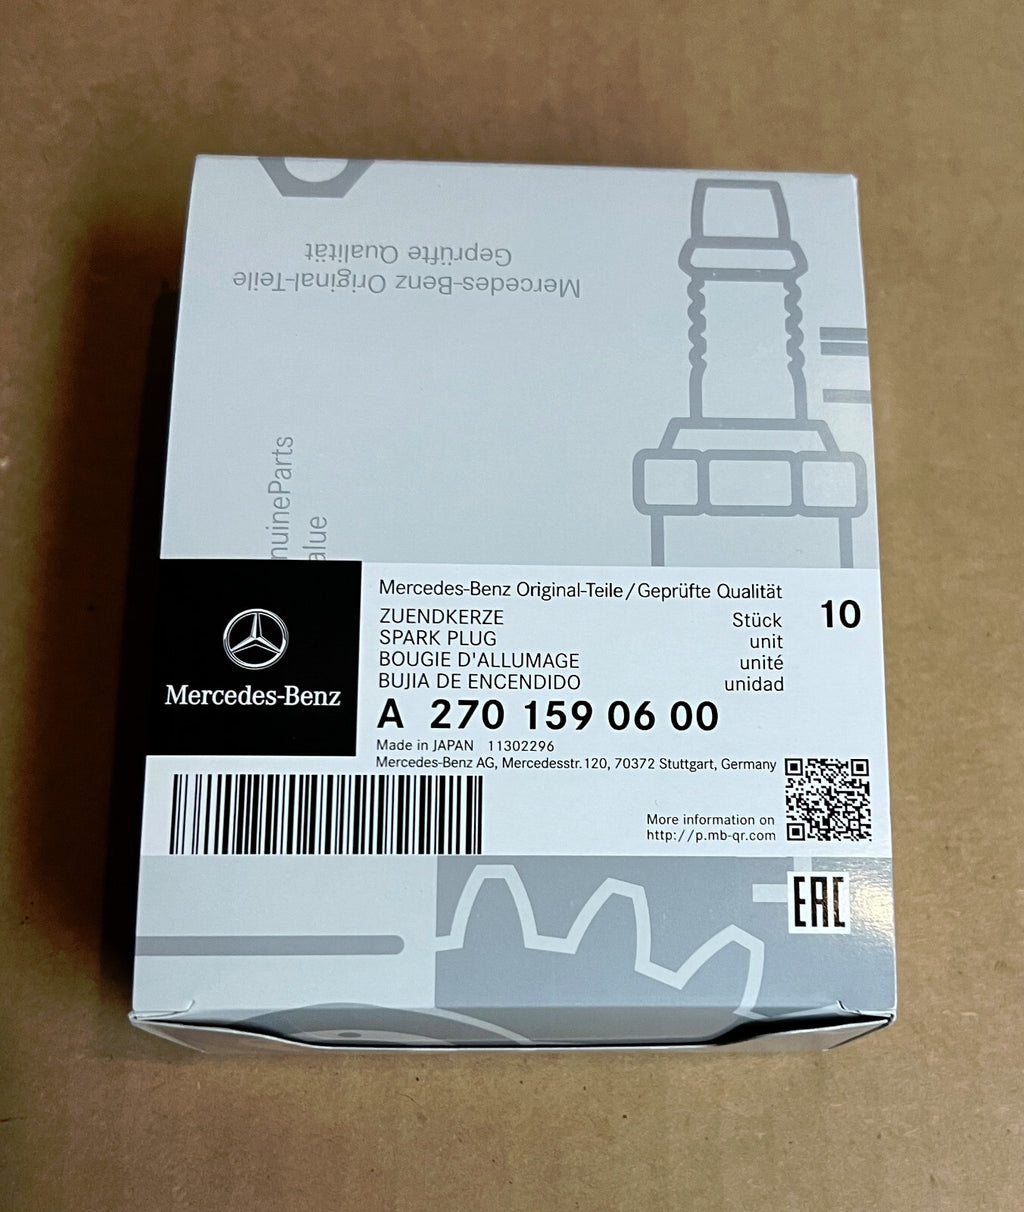 Geprüfte Qualität
Mercedes-Benz Original-Teile
nuineParts
alue
Mercedes-Benz
Mercedes-Benz Original-Teile/Geprüfte Qualität
ZUENDKERZE Stück 10
SPARK PLUG unit
BOUGIE D'ALLUMAGE unité
BUJIA DE ENCENDIDO unidad
A 270 159 06 00
Made in JAPAN 11302296
Mercedes-Benz AG, Mercedesstr.120, 70372 Stuttgart, Germany
More information on
http://p.mb-qr.com
EAC